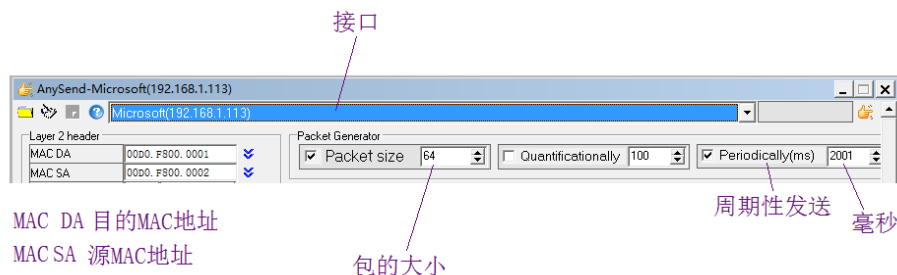 接口
AnySend-Microsoft(192.168.1.113)
Microsoft(192.168.1.113)
Layer 2 header
Packet Generator
MAC DA 00D0. F800. 0001
Packet size 64 Quantificationally 100 Periodically(ms) 2001
MAC SA 00D0. F800. 0002
周期性发送
毫秒
MAC DA 目的MAC地址
MAC SA 源MAC地址
包的大小